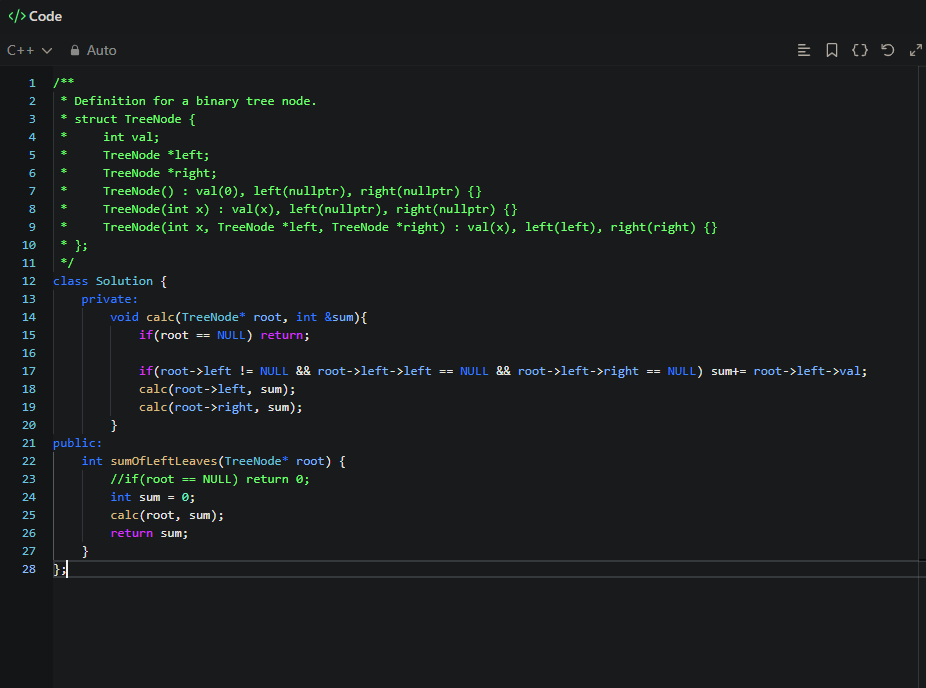 </> Code
C++ Auto
1 /**
2  * Definition for a binary tree node.
3  * struct TreeNode {
4  *     int val;
5  *     TreeNode *left;
6  *     TreeNode *right;
7  *     TreeNode() : val(0), left(nullptr), right(nullptr) {}
8  *     TreeNode(int x) : val(x), left(nullptr), right(nullptr) {}
9  *     TreeNode(int x, TreeNode *left, TreeNode *right) : val(x), left(left), right(right) {}
10  * };
11  */
12 class Solution {
13     private:
14         void calc(TreeNode* root, int &sum){
15             if(root == NULL) return;
16
17             if(root->left != NULL && root->left->left == NULL && root->left->right == NULL) sum+= root->left->val;
18             calc(root->left, sum);
19             calc(root->right, sum);
20         }
21 public:
22     int sumOfLeftLeaves(TreeNode* root) {
23         //if(root == NULL) return 0;
24         int sum = 0;
25         calc(root, sum);
26         return sum;
27     }
28 };